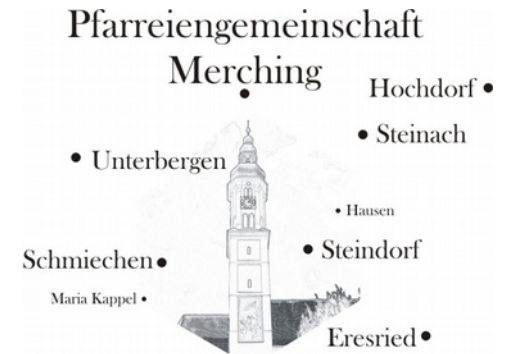 Pfarreiengemeinschaft
Merching
Hochdorf
Steinach
Unterbergen
Hausen
Steindorf
Schmiechen
Maria Kappel
Eresried